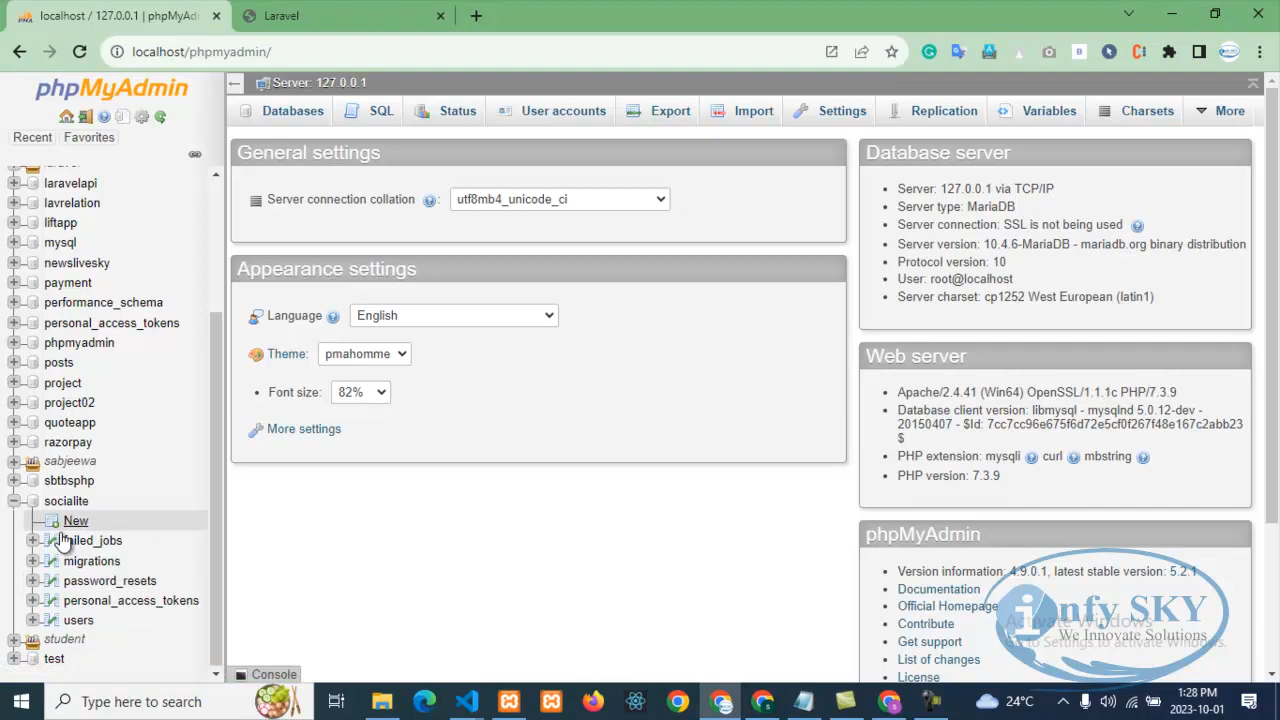 localhost / 127.0.0.1 | phpMyAdr
Laravel
localhost/phpmyadmin/
phpMyAdmin
Recent
Favorites
laravelapi
lavrelation
liftapp
mysql
newslivesky
payment
performance_schema
personal_access_tokens
phpmyadmin
posts
project
project02
quoteapp
razorpay
sabjeewa
sbtbsphp
socialite
New
failed_jobs
migrations
password_resets
personal_access_tokens
users
student
test
Server: 127.0.0.1
Databases
SQL
Status
User accounts
Export
Import
Settings
Replication
Variables
Charsets
More
General settings
Server connection collation
:
utf8mb4_unicode_ci
Appearance settings
Language
English
Theme:
pmahomme
• Font size:
82%
More settings
Console
Database server
• Server: 127.0.0.1 via TCP/IP
• Server type: MariaDB
• Server connection: SSL is not being used
• Server version: 10.4.6-MariaDB - mariadb.org binary distribution
• Protocol version: 10
• User: root@localhost
• Server charset: cp1252 West European (latin1)
Web server
• Apache/2.4.41 (Win64) OpenSSL/1.1.1c PHP/7.3.9
• Database client version: libmysql - mysqlnd 5.0.12-dev -
20150407 - $Id: 7cc7cc96e675f6d72e5cf0f267f48e167c2abb23
$
• PHP extension: mysqli curl mbstring
• PHP version: 7.3.9
phpMyAdmin
• Version information: 4.9.0.1, latest stable version: 5.2.1
• Documentation
• Official Homepage
• Contribute
• Get support
• List of changes
• License
Activate Windows
Go to Settings to activate Windows.
infy SKY
We Innovate Solutions
Type here to search
24°C
1:28 PM
2023-10-01